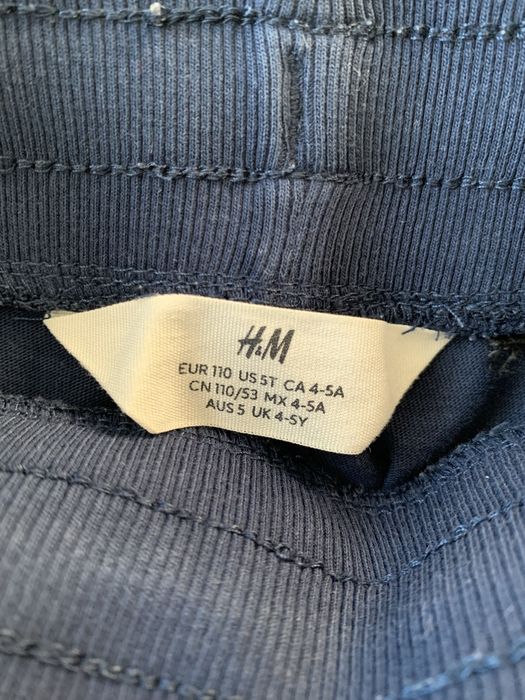 H&M
EUR 110 US 5T CA 4-5A
CN 110/53 MX 4-5A
AUS 5 UK 4-5Y